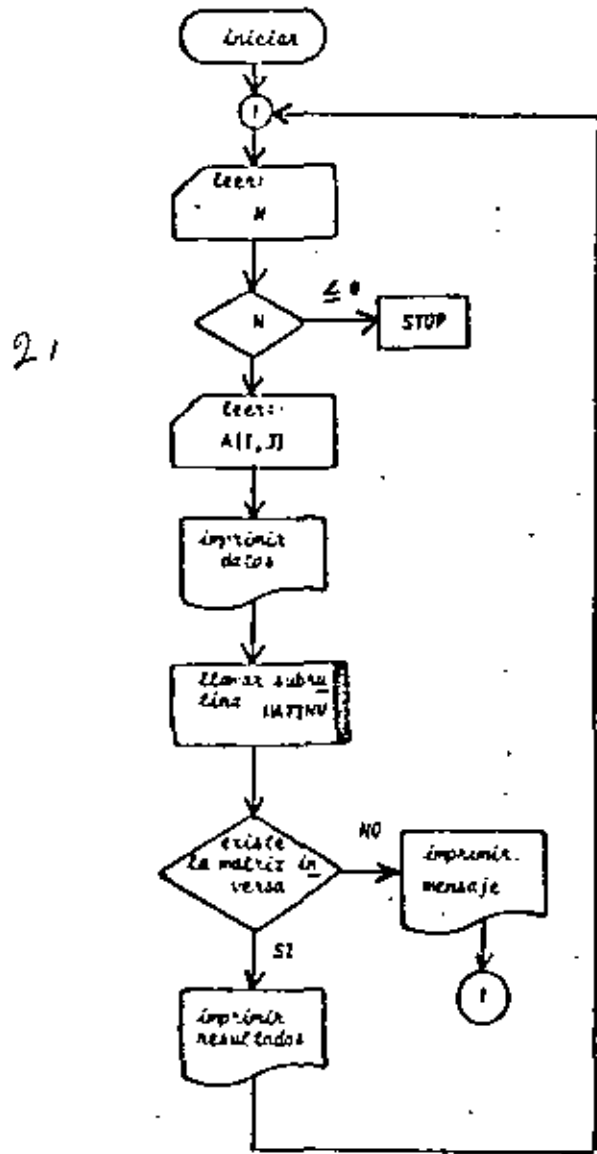 iniciar
1
leer:
N
N
≤ 0
STOP
21
leer:
A(I,J)
imprimir
datos
llamar subru
tina
MATINV
existe
la matriz in
versa
NO
imprimir
mensaje
SI
1
imprimir
resultados